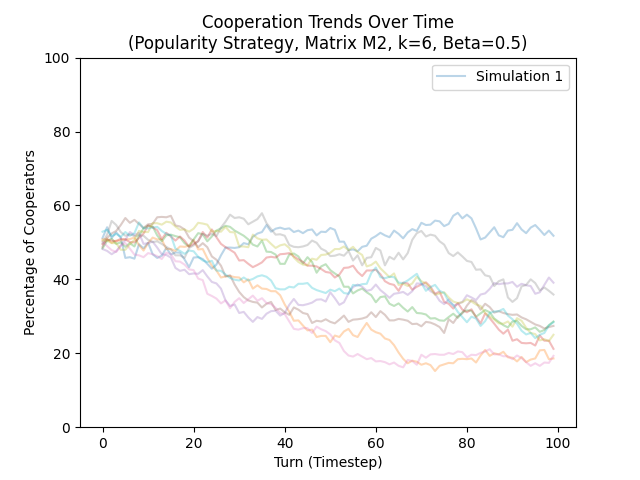 Cooperation Trends Over Time
(Popularity Strategy, Matrix M2, k=6, Beta=0.5)
Simulation 1
Percentage of Cooperators
100
80
60
40
20
0
0 20 40 60 80 100
Turn (Timestep)